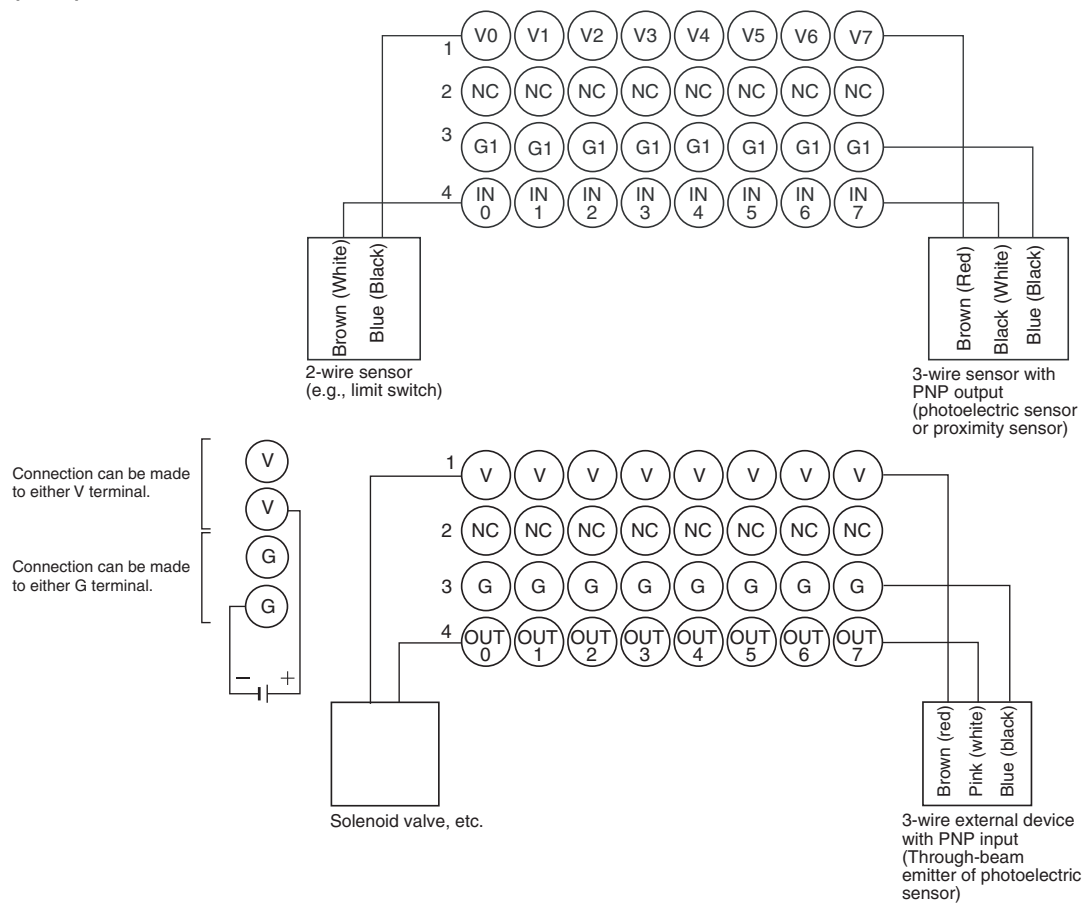 1 V0 V1 V2 V3 V4 V5 V6 V7
2 NC NC NC NC NC NC NC NC
3 G1 G1 G1 G1 G1 G1 G1 G1
4 IN 0 IN 1 IN 2 IN 3 IN 4 IN 5 IN 6 IN 7
Brown (White)
Blue (Black)
2-wire sensor
(e.g., limit switch)
Brown (Red)
Black (White)
Blue (Black)
3-wire sensor with
PNP output
(photoelectric sensor
or proximity sensor)
Connection can be made
to either V terminal.
Connection can be made
to either G terminal.
V
V
G
G
− +
1 V V V V V V V V
2 NC NC NC NC NC NC NC NC
3 G G G G G G G G
4 OUT 0 OUT 1 OUT 2 OUT 3 OUT 4 OUT 5 OUT 6 OUT 7
Solenoid valve, etc.
Brown (red)
Pink (white)
Blue (black)
3-wire external device
with PNP input
(Through-beam
emitter of photoelectric
sensor)